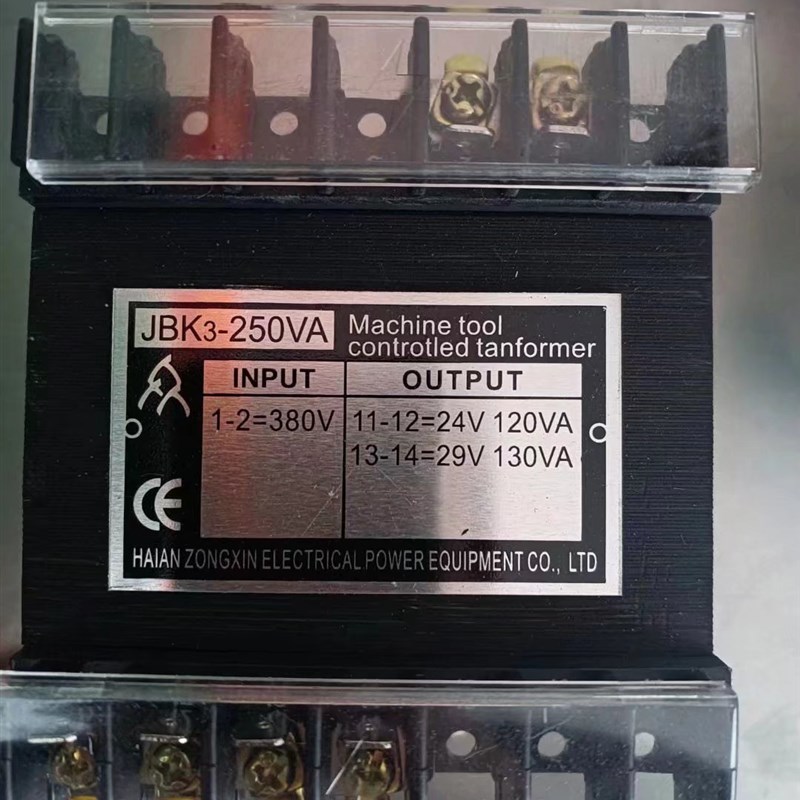 JBK3-250VA
Machine tool
controtled tanformer
INPUT OUTPUT
1-2=380V 11-12=24V 120VA
13-14=29V 130VA
CE
HAIAN ZONGXIN ELECTRICAL POWER EQUIPMENT CO., LTD